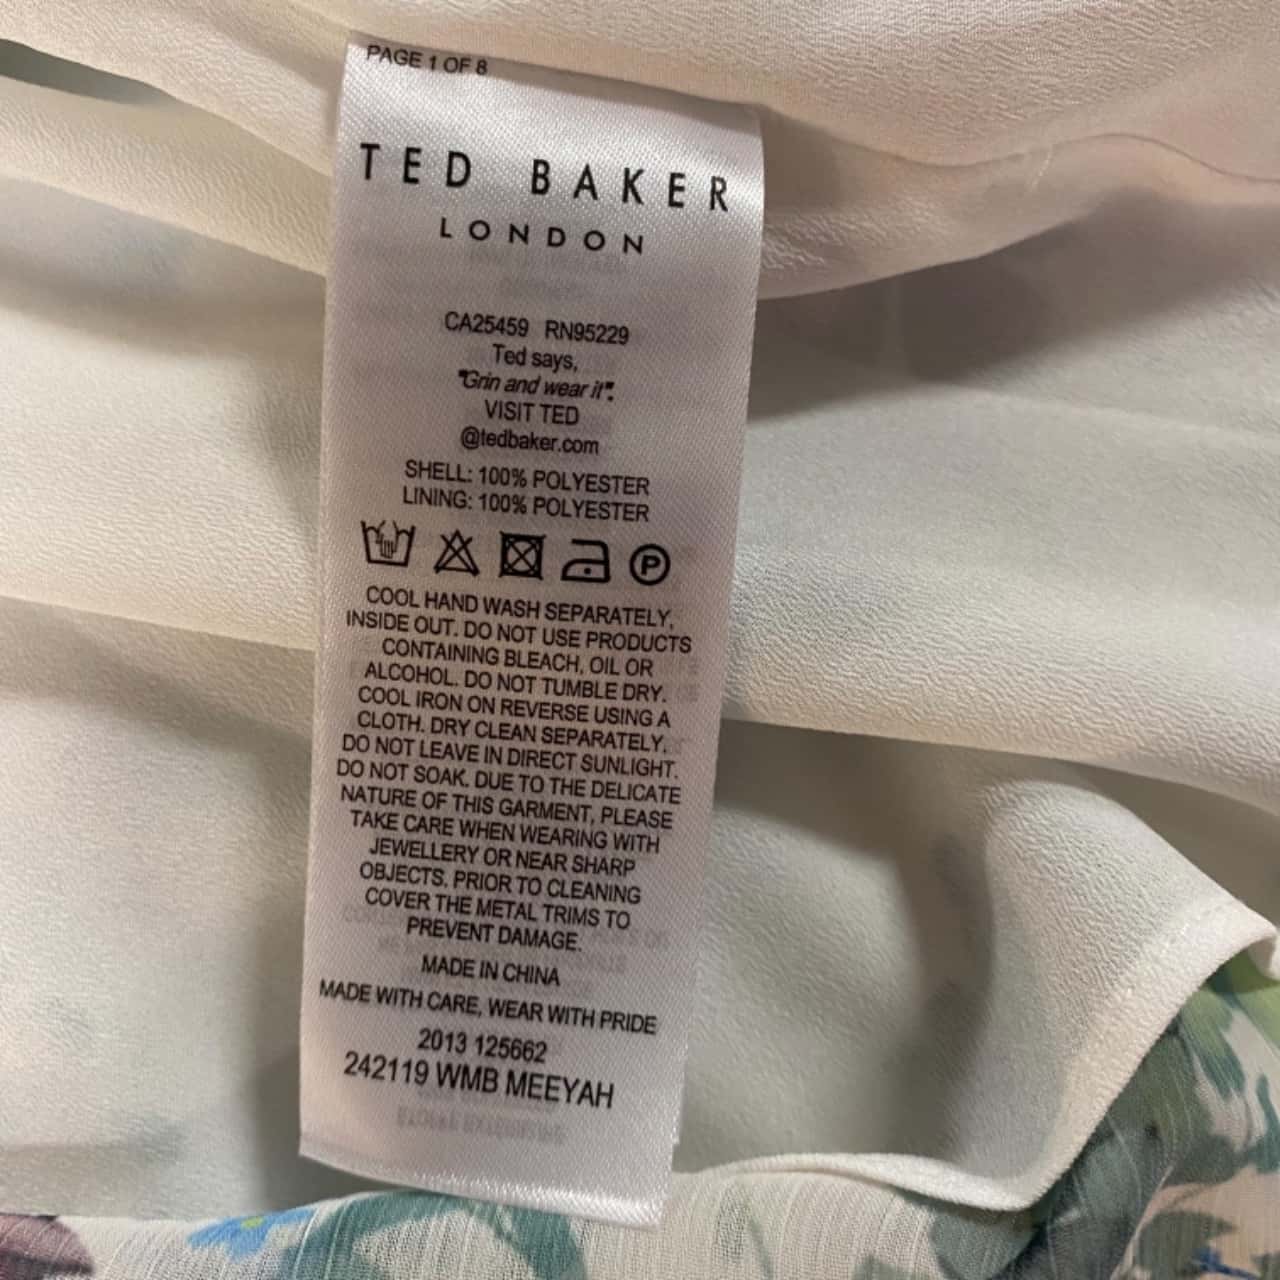 PAGE 1 OF 8
TED BAKER
LONDON
CA25459 RN95229
Ted says,
"Grin and wear it".
VISIT TED
@tedbaker.com
SHELL: 100% POLYESTER
LINING: 100% POLYESTER
P
COOL HAND WASH SEPARATELY,
INSIDE OUT. DO NOT USE PRODUCTS
CONTAINING BLEACH, OIL OR
ALCOHOL. DO NOT TUMBLE DRY.
COOL IRON ON REVERSE USING A
CLOTH. DRY CLEAN SEPARATELY.
DO NOT LEAVE IN DIRECT SUNLIGHT.
DO NOT SOAK. DUE TO THE DELICATE
NATURE OF THIS GARMENT, PLEASE
TAKE CARE WHEN WEARING WITH
JEWELLERY OR NEAR SHARP
OBJECTS. PRIOR TO CLEANING
COVER THE METAL TRIMS TO
PREVENT DAMAGE.
MADE IN CHINA
MADE WITH CARE, WEAR WITH PRIDE
2013 125662
242119 WMB MEEYAH